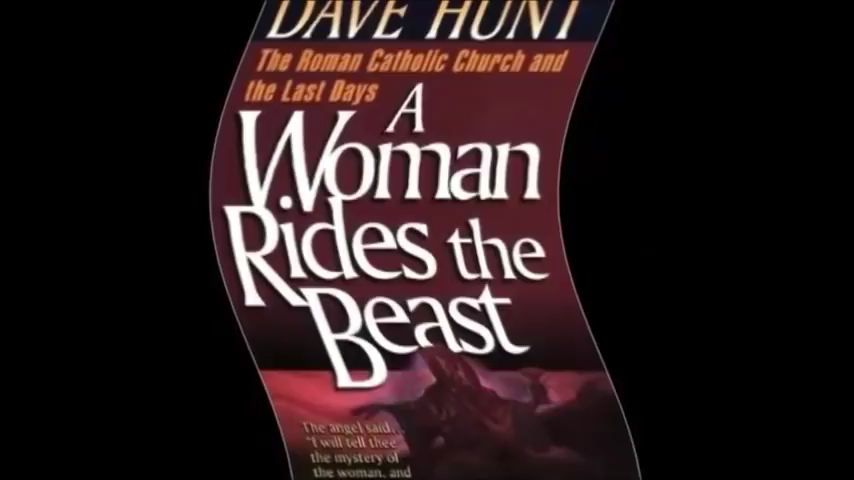 DAVE HUNT
The Roman Catholic Church and
the Last Days
A
Woman
Rides the
Beast
The angel said...
"I will tell thee
the mystery of
the woman, and